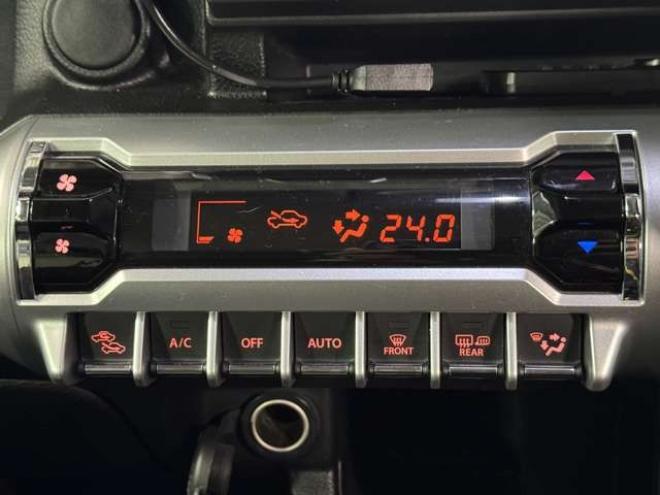 24.0
A/C
OFF
AUTO
FRONT
REAR